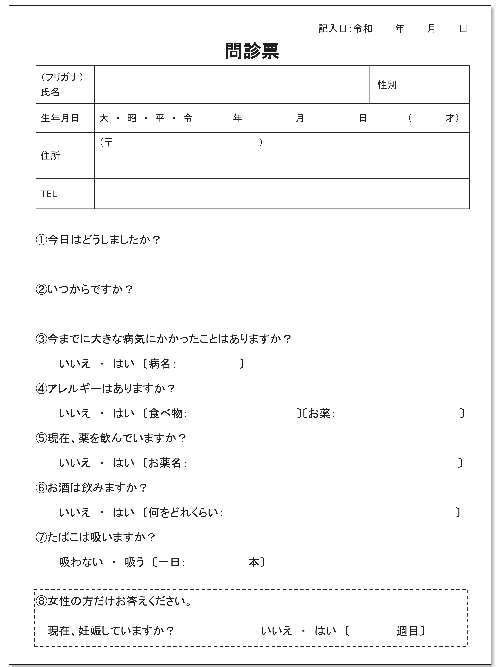 記入日：令和　　年　　月　　日
問診票
（フリガナ）
氏名
性別
生年月日　大 ・ 昭 ・ 平 ・ 令　　年　　月　　日　　（　　才）
住所　（〒　　　　）
TEL
①今日はどうしましたか？
②いつからですか？
③今までに大きな病気にかかったことはありますか？
いいえ ・ はい 〔病名：　　　　〕
④アレルギーはありますか？
いいえ ・ はい 〔食べ物：　　　　〕〔お薬：　　　　〕
⑤現在、薬を飲んでいますか？
いいえ ・ はい 〔お薬名：　　　　〕
⑥お酒は飲みますか？
いいえ ・ はい 〔何をどれくらい：　　　　〕
⑦たばこは吸いますか？
吸わない ・ 吸う 〔一日：　　　　本〕
⑧女性の方だけお答えください。
現在、妊娠していますか？　　いいえ ・ はい 〔　　　　週目〕